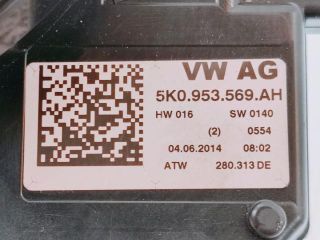 VW AG
5K0.953.569.AH
HW 016 SW 0140
(2) 0554
04.06.2014 08:02
ATW 280.313 DE